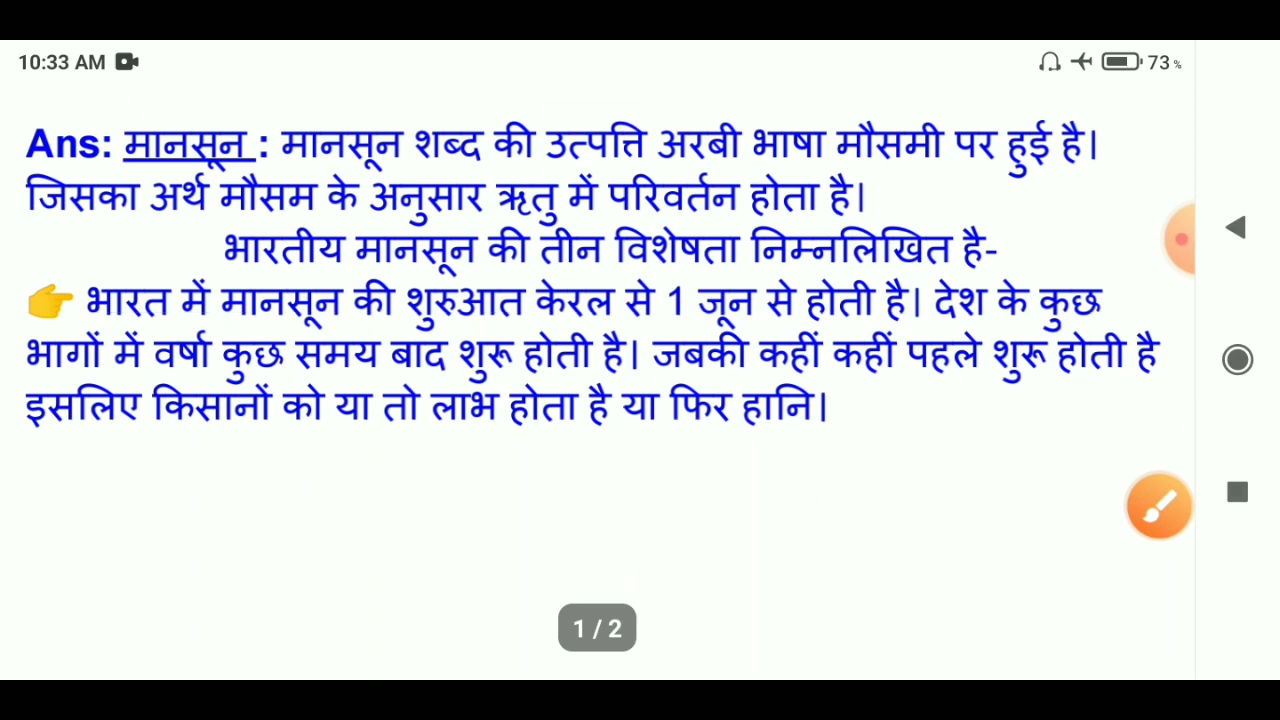 10:33 AM 73 %
Ans: मानसून : मानसून शब्द की उत्पत्ति अरबी भाषा मौसमी पर हुई है।
जिसका अर्थ मौसम के अनुसार ऋतु में परिवर्तन होता है।
भारतीय मानसून की तीन विशेषता निम्नलिखित है-
👉 भारत में मानसून की शुरुआत केरल से 1 जून से होती है। देश के कुछ
भागों में वर्षा कुछ समय बाद शुरू होती है। जबकी कहीं कहीं पहले शुरू होती है
इसलिए किसानों को या तो लाभ होता है या फिर हानि।
1 / 2